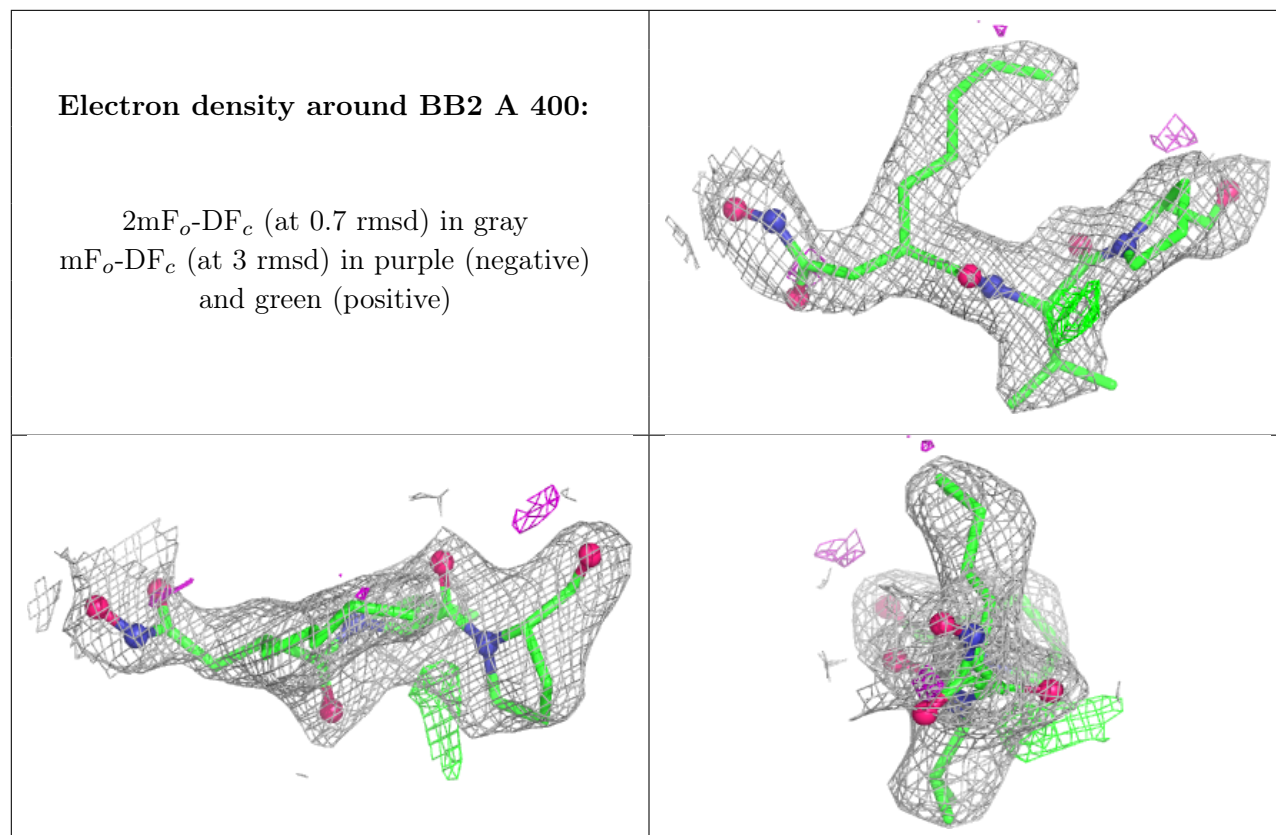 Electron density around BB2 A 400:
2mFo-DFc (at 0.7 rmsd) in gray
mFo-DFc (at 3 rmsd) in purple (negative)
and green (positive)